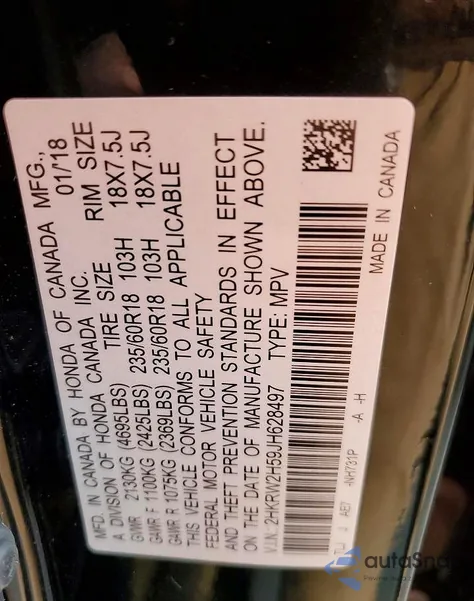 MFD. IN CANADA BY HONDA OF CANADA MFG.,
A DIVISION OF HONDA CANADA INC. 01/18
TIRE SIZE RIM SIZE
GVWR 2130KG (4695LBS)
GAWR F 1100KG (2425LBS) 235/60R18 103H 18X7.5J
GAWR R 1075KG (2369LBS) 235/60R18 103H 18X7.5J
THIS VEHICLE CONFORMS TO ALL APPLICABLE
FEDERAL MOTOR VEHICLE SAFETY
AND THEFT PREVENTION STANDARDS IN EFFECT
ON THE DATE OF MANUFACTURE SHOWN ABOVE.
V.I.N.: 2HKRW2H59JH628497 TYPE: MPV
J AE7 -NH731P -A -H
MADE IN CANADA